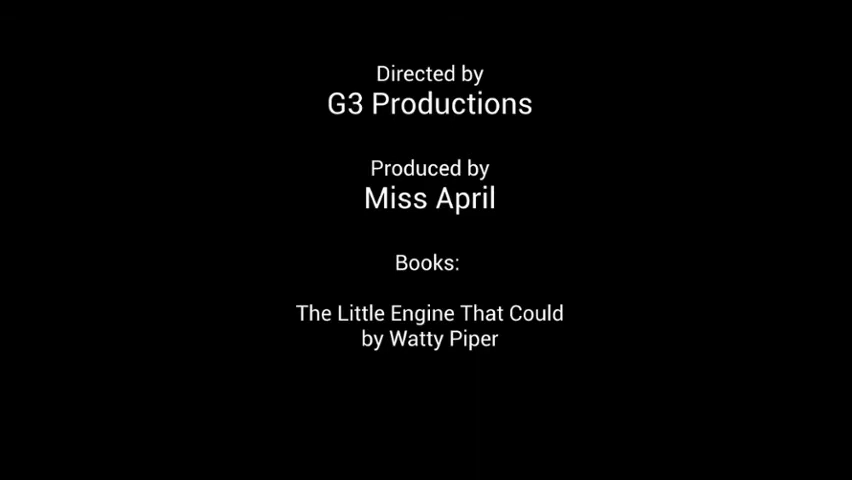 Directed by
G3 Productions
Produced by
Miss April
Books:
The Little Engine That Could
by Watty Piper